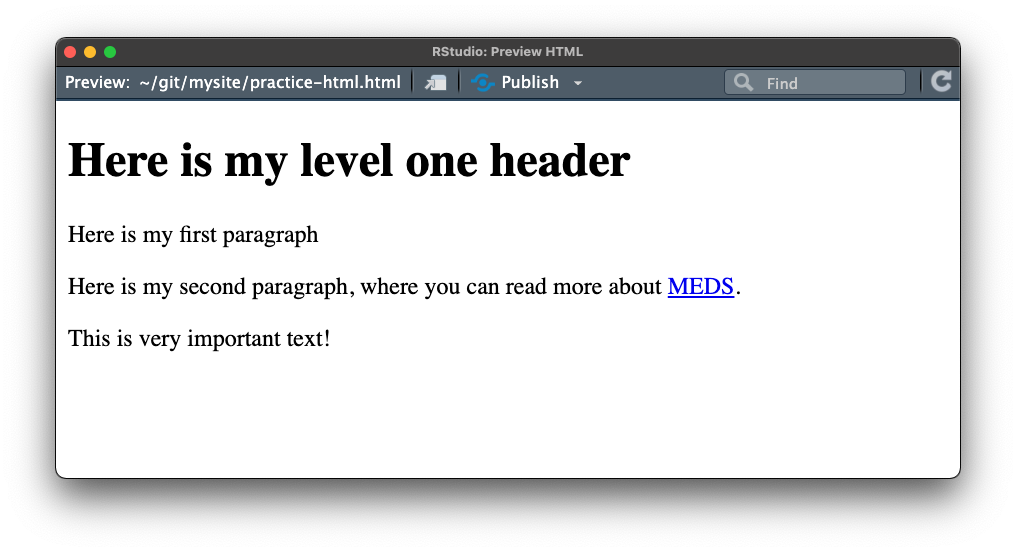 RStudio: Preview HTML
Preview: ~/git/mysite/practice-html.html Publish Find
Here is my level one header
Here is my first paragraph
Here is my second paragraph, where you can read more about MEDS.
This is very important text!